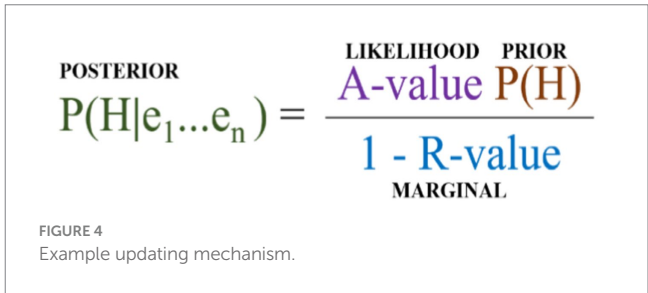 LIKELIHOOD PRIOR
POSTERIOR
A-value P(H)
P(H|e₁...eₙ) =
1 - R-value
MARGINAL
FIGURE 4
Example updating mechanism.